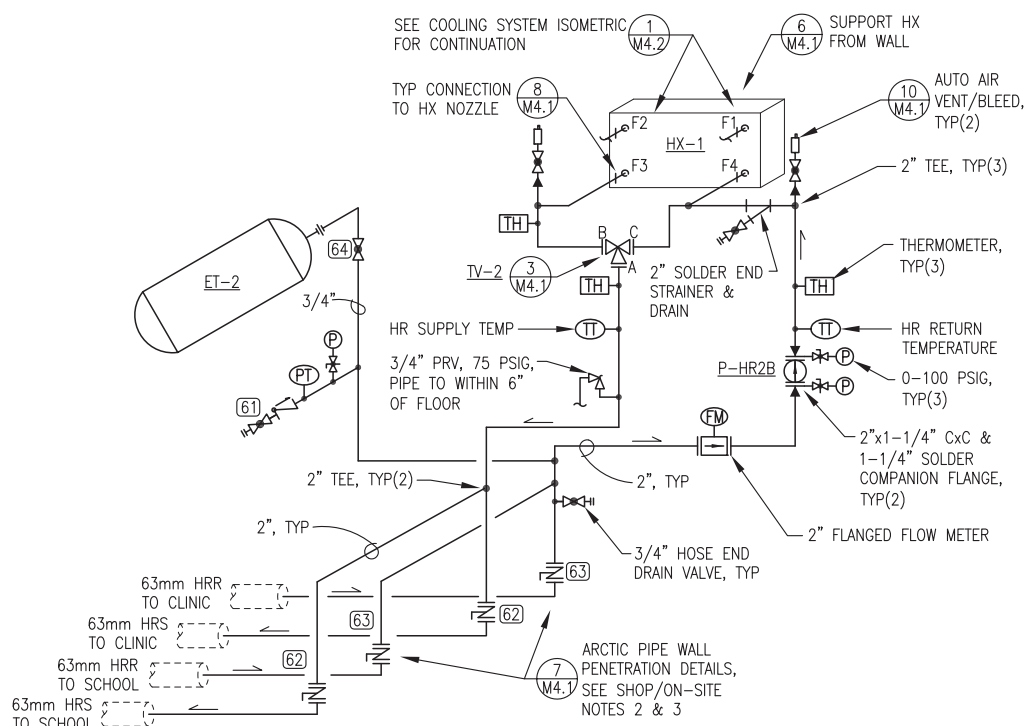 SEE COOLING SYSTEM ISOMETRIC
FOR CONTINUATION
1
M4.2
6
M4.1
SUPPORT HX
FROM WALL
TYP CONNECTION
TO HX NOZZLE
8
M4.1
10
M4.1
AUTO AIR
VENT/BLEED,
TYP(2)
F2
F1
HX-1
F3
F4
2" TEE, TYP(3)
TH
B
C
A
TV-2
3
M4.1
2" SOLDER END
STRAINER &
DRAIN
THERMOMETER,
TYP(3)
TH
TH
ET-2
64
3/4"
HR SUPPLY TEMP
TT
TT
HR RETURN
TEMPERATURE
P
PT
61
3/4" PRV, 75 PSIG,
PIPE TO WITHIN 6"
OF FLOOR
P-HR2B
P
P
0-100 PSIG,
TYP(3)
FM
2"x1-1/4" CxC &
1-1/4" SOLDER
COMPANION FLANGE,
TYP(2)
2" TEE, TYP(2)
2", TYP
2", TYP
2" FLANGED FLOW METER
3/4" HOSE END
DRAIN VALVE, TYP
63mm HRR
TO CLINIC
63
63mm HRS
TO CLINIC
63
62
63mm HRR
TO SCHOOL
62
7
M4.1
ARCTIC PIPE WALL
PENETRATION DETAILS,
SEE SHOP/ON-SITE
NOTES 2 & 3
63mm HRS
TO SCHOOL